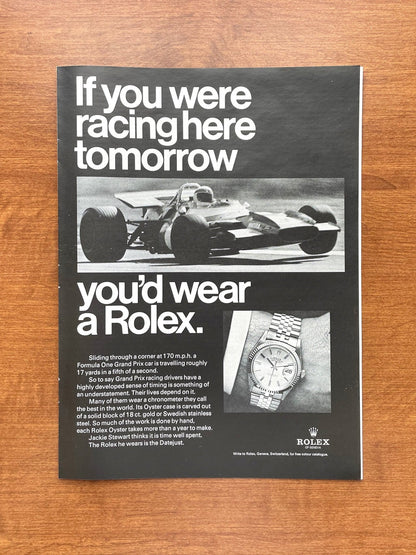 If you were
racing here
tomorrow
you'd wear
a Rolex.
Sliding through a corner at 170 m.p.h. a
Formula One Grand Prix car is travelling roughly
17 yards in a fifth of a second.
So to say Grand Prix racing drivers have a
highly developed sense of timing is something of
an understatement. Their lives depend on it.
Many of them wear a chronometer they call
the best in the world. Its Oyster case is carved out
of a solid block of 18 ct. gold or Swedish stainless
steel. So much of the work is done by hand,
each Rolex Oyster takes more than a year to make.
Jackie Stewart thinks it is time well spent.
The Rolex he wears is the Datejust.
ROLEX
OF GENEVA
Write to Rolex, Geneva, Switzerland, for free colour catalogue.